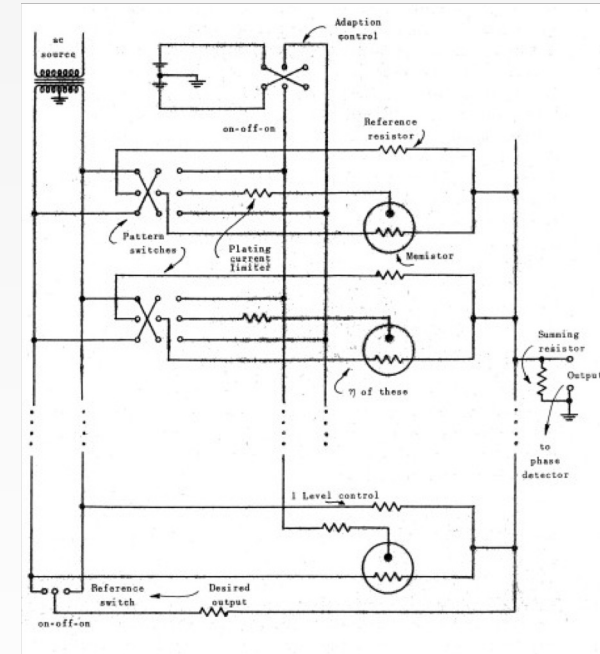 ac
source
Adaption
control
on-off-on
Reference
resistor
Pattern
switches
Plating
current
limiter
Memistor
η of these
Summing
resistor
Output
to
phase
detector
1 Level control
Reference
switch
Desired
output
on-off-on